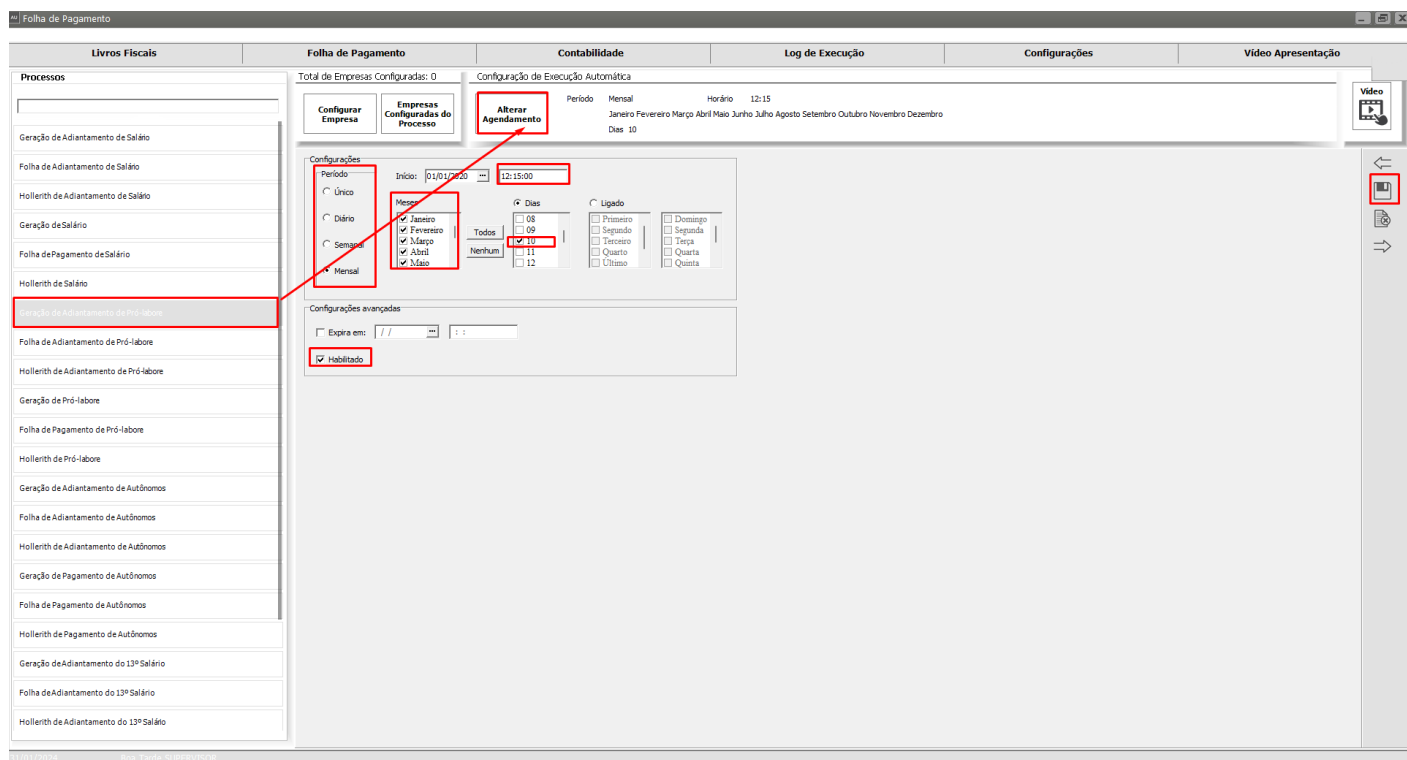 AU Folha de Pagamento
Livros Fiscais
Folha de Pagamento
Contabilidade
Log de Execução
Configurações
Vídeo Apresentação
Processos
Geração de Adiantamento de Salário
Folha de Adiantamento de Salário
Hollerith de Adiantamento de Salário
Geração deSalário
Folha dePagamento deSalário
Hollerith de Salário
Geração de Adiantamento de Pró-labore
Folha de Adiantamento de Pró-labore
Hollerith de Adiantamento de Pró-labore
Geração de Pró-labore
Folha de Pagamento de Pró-labore
Hollerith de Pró-labore
Geração de Adiantamento de Autônomos
Folha de Adiantamento de Autônomos
Hollerith de Adiantamento de Autônomos
Geração de Pagamento de Autônomos
Folha de Pagamento de Autônomos
Hollerith de Pagamento de Autônomos
Geração deAdiantamento do 13º Salário
Folha deAdiantamento do 13º Salário
Hollerith de Adiantamento do 13º Salário
Total de Empresas Configuradas: 0
Configurar
Empresa
Empresas
Configuradas do
Processo
Configuração de Execução Automática
Alterar
Agendamento
Período Mensal Horário 12:15
Janeiro Fevereiro Março Abril Maio Junho Julho Agosto Setembro Outubro Novembro Dezembro
Dias 10
Vídeo
Configurações
Período
Único
Diário
Semanal
Mensal
Início: 01/01/2020 ... 12:15:00
Meses
Janeiro
Fevereiro
Março
Abril
Maio
Todos
Nenhum
Dias
08
09
10
11
12
Ligado
Primeiro
Segundo
Terceiro
Quarto
Último
Domingo
Segunda
Terça
Quarta
Quinta
Configurações avançadas
Expira em: / / ... : :
Habilitado
SUPERVISOR